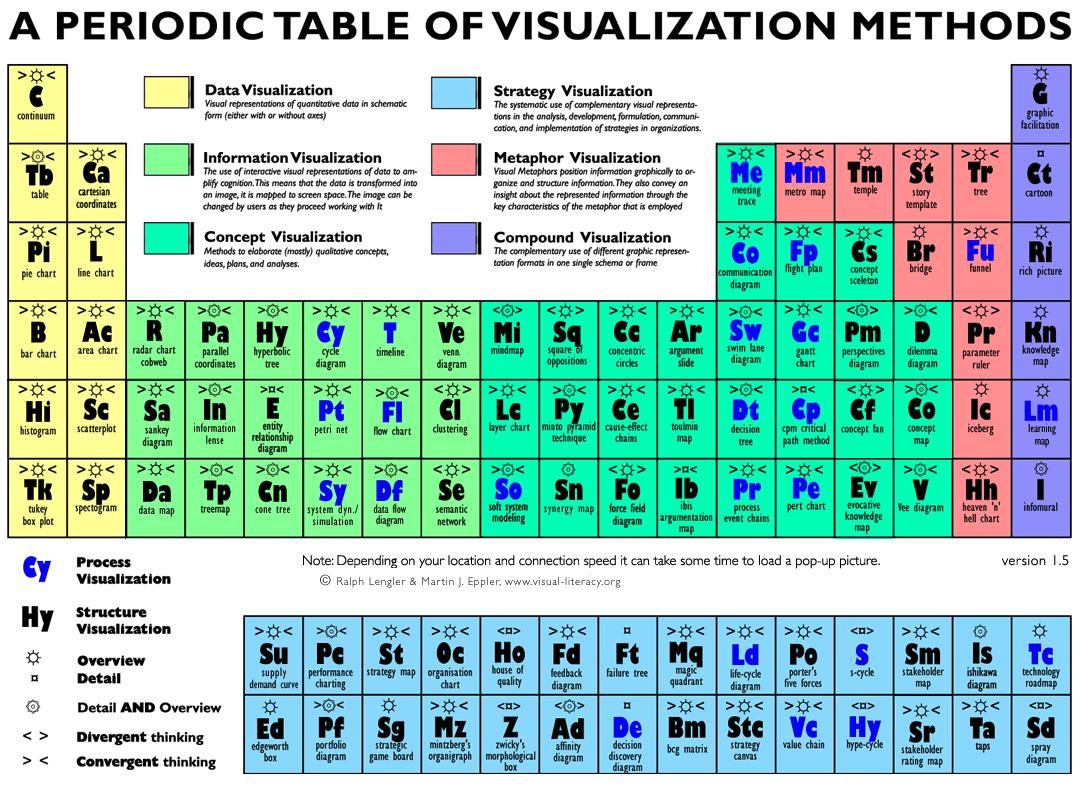 A PERIODIC TABLE OF VISUALIZATION METHODS
> < C continuum
Data Visualization
Visual representations of quantitative data in schematic
form (either with or without axes)
Strategy Visualization
The systematic use of complementary visual representa-
tions in the analysis, development, formulation, communi-
cation, and implementation of strategies in organizations.
G graphic facilitation
> < Tb table
> < Ca cartesian coordinates
Information Visualization
The use of interactive visual representations of data to am-
plify cognition. This means that the data is transformed into
an image, it is mapped to screen space. The image can be
changed by users as they proceed working with It
Metaphor Visualization
Visual Metaphors position information graphically to or-
ganize and structure information. They also convey an
insight about the represented information through the
key characteristics of the metaphor that is employed
> < Me meeting trace
> < Mm metro map
Tm temple
< > St story template
> < Tr tree
¤ Ct cartoon
> < Pi pie chart
> < L line chart
Concept Visualization
Methods to elaborate (mostly) qualitative concepts,
ideas, plans, and analyses.
Compound Visualization
The complementary use of different graphic represen-
tation formats in one single schema or frame
> < Co communication diagram
> < Fp flight plan
> < Cs concept sceleton
Br bridge
> < Fu funnel
Ri rich picture
> < B bar chart
> < Ac area chart
> < R radar chart cobweb
> < Pa parallel coordinates
> < Hy hyperbolic tree
> < Cy cycle diagram
> < T timeline
> < Ve venn diagram
< > Mi mindmap
< > Sq square of oppositions
> < Cc concentric circles
> < Ar argument slide
> < Sw swim lane diagram
> < Gc gantt chart
< > Pm perspectives diagram
> < D dilemma diagram
> < Pr parameter ruler
Kn knowledge map
> < Hi histogram
> < Sc scatterplot
> < Sa sankey diagram
> < In information lense
>¤< E entity relationship diagram
> < Pt petri net
> < Fl flow chart
< > Cl clustering
> < Lc layer chart
> < Py minto pyramid technique
> < Ce cause-effect chains
> < Tl toulmin map
> < Dt decision tree
>¤< Cp cpm critical path method
< > Cf concept fan
Co concept map
Ic iceberg
Lm learning map
> < Tk tukey box plot
> < Sp spectogram
> < Da data map
> < Tp treemap
> < Cn cone tree
> < Sy system dyn./ simulation
> < Df data flow diagram
< > Se semantic network
> < So soft system modeling
Sn synergy map
< > Fo force field diagram
>¤< Ib ibis argumentation map
> < Pr process event chains
> < Pe pert chart
< > Ev evocative knowledge map
> < V Vee diagram
> < Hh heaven 'n' hell chart
I infomural
Cy Process
Visualization
Note: Depending on your location and connection speed it can take some time to load a pop-up picture.
version 1.5
© Ralph Lengler & Martin J. Eppler, www.visual-literacy.org
Hy Structure
Visualization
Overview
¤ Detail
Detail AND Overview
< > Divergent thinking
> < Convergent thinking
> < Su supply demand curve
> < Pc performance charting
> < St strategy map
> < Oc organisation chart
<¤> Ho house of quality
> < Fd feedback diagram
¤ Ft failure tree
> < Mq magic quadrant
> < Ld life-cycle diagram
> < Po porter's five forces
<¤> S s-cycle
> < Sm stakeholder map
Is ishikawa diagram
Tc technology roadmap
Ed edgeworth box
> < Pf portfolio diagram
Sg strategic game board
> < Mz mintzberg's organigraph
<¤> Z zwicky's morphological box
< > Ad affinity diagram
¤ De decision discovery diagram
> < Bm bcg matrix
> < Stc strategy canvas
> < Vc value chain
<¤> Hy hype-cycle
> < Sr stakeholder rating map
> < Ta taps
<¤> Sd spray diagram